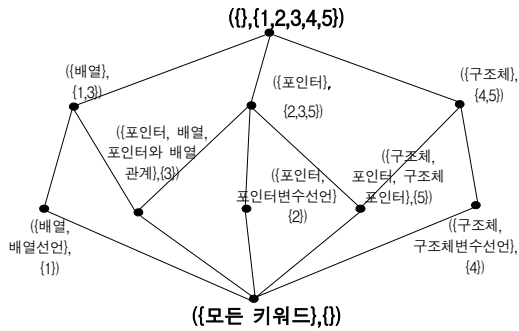 ({},{1,2,3,4,5})
({배열},
{1,3})
({포인터},
{2,3,5})
({구조체},
{4,5})
({포인터, 배열,
포인터와 배열
관계},{3})
({포인터,
포인터변수선언}
{2})
({구조체,
포인터, 구조체
포인터},{5})
({배열,
배열선언},
{1})
({구조체,
구조체변수선언},
{4})
({모든 키워드},{})